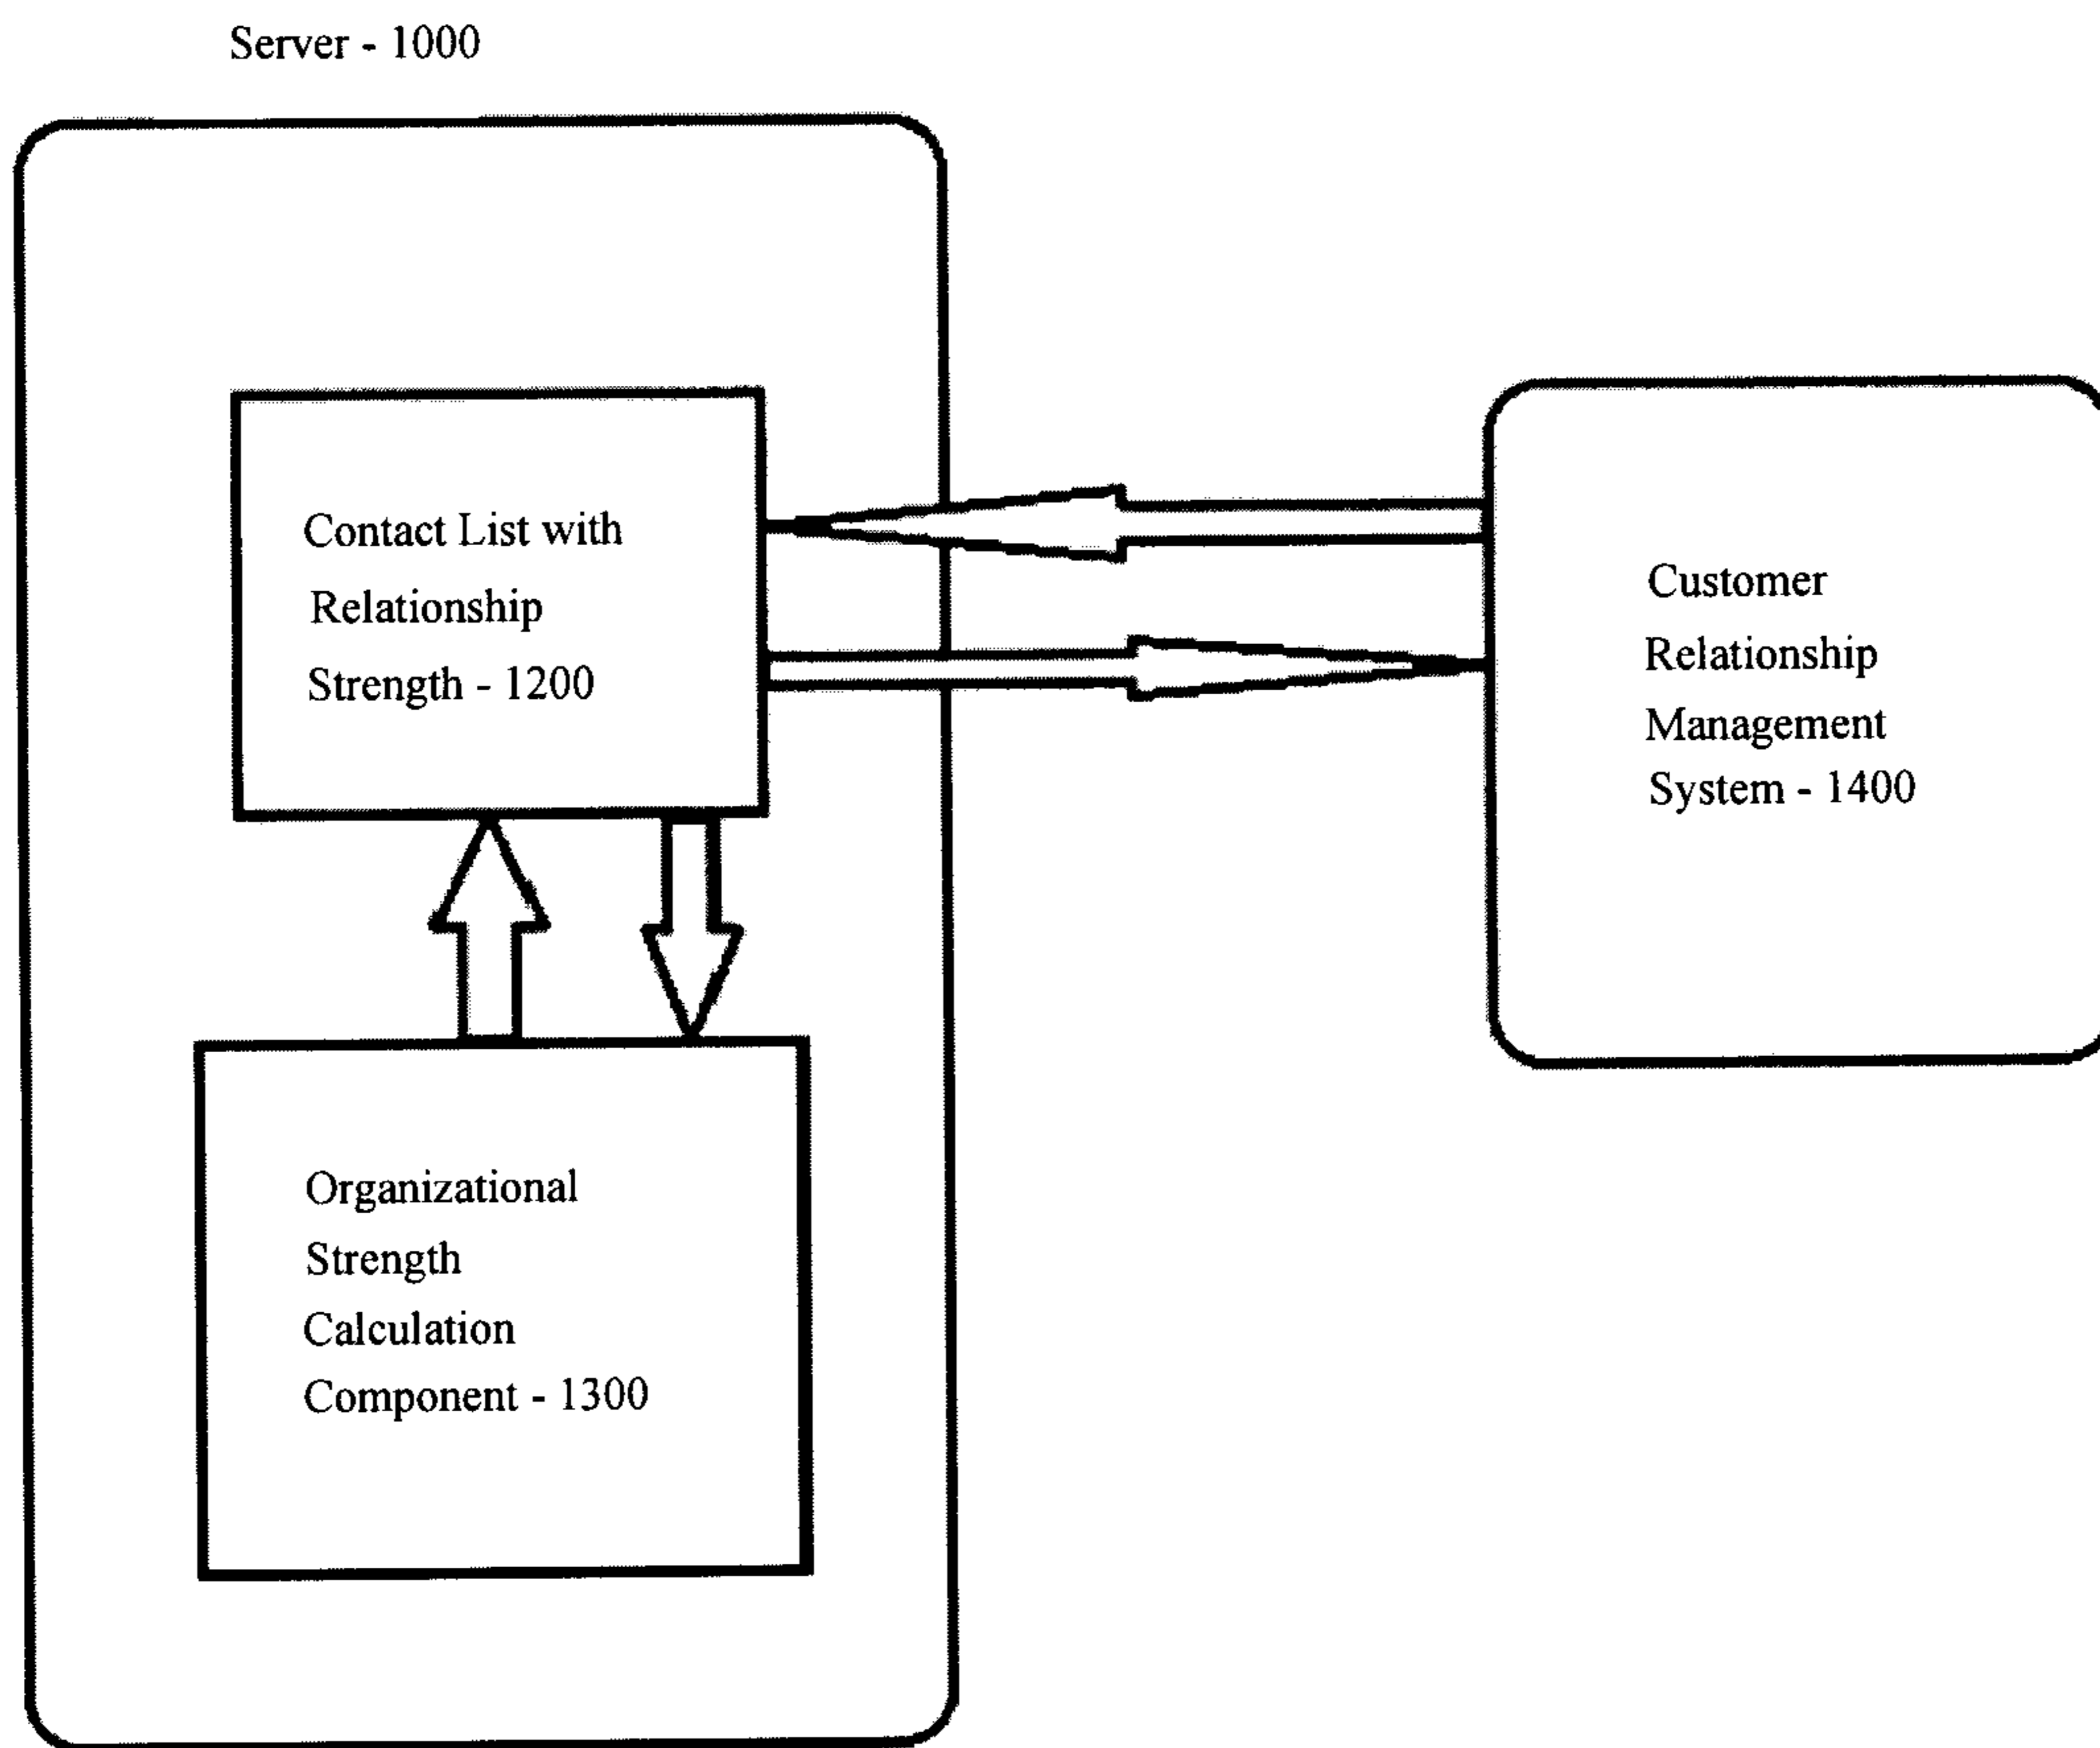 Server - 1000
Contact List with
Relationship
Strength - 1200
Customer
Relationship
Management
System - 1400
Organizational
Strength
Calculation
Component - 1300